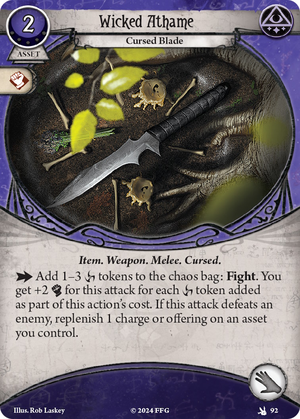 2
Wicked Athame
ASSET
Cursed Blade
Item. Weapon. Melee. Cursed.
Add 1–3 tokens to the chaos bag: Fight. You
get +2 for this attack for each token added
as part of this action's cost. If this attack defeats an
enemy, replenish 1 charge or offering on an asset
you control.
Illus. Rob Laskey
© 2024 FFG
92